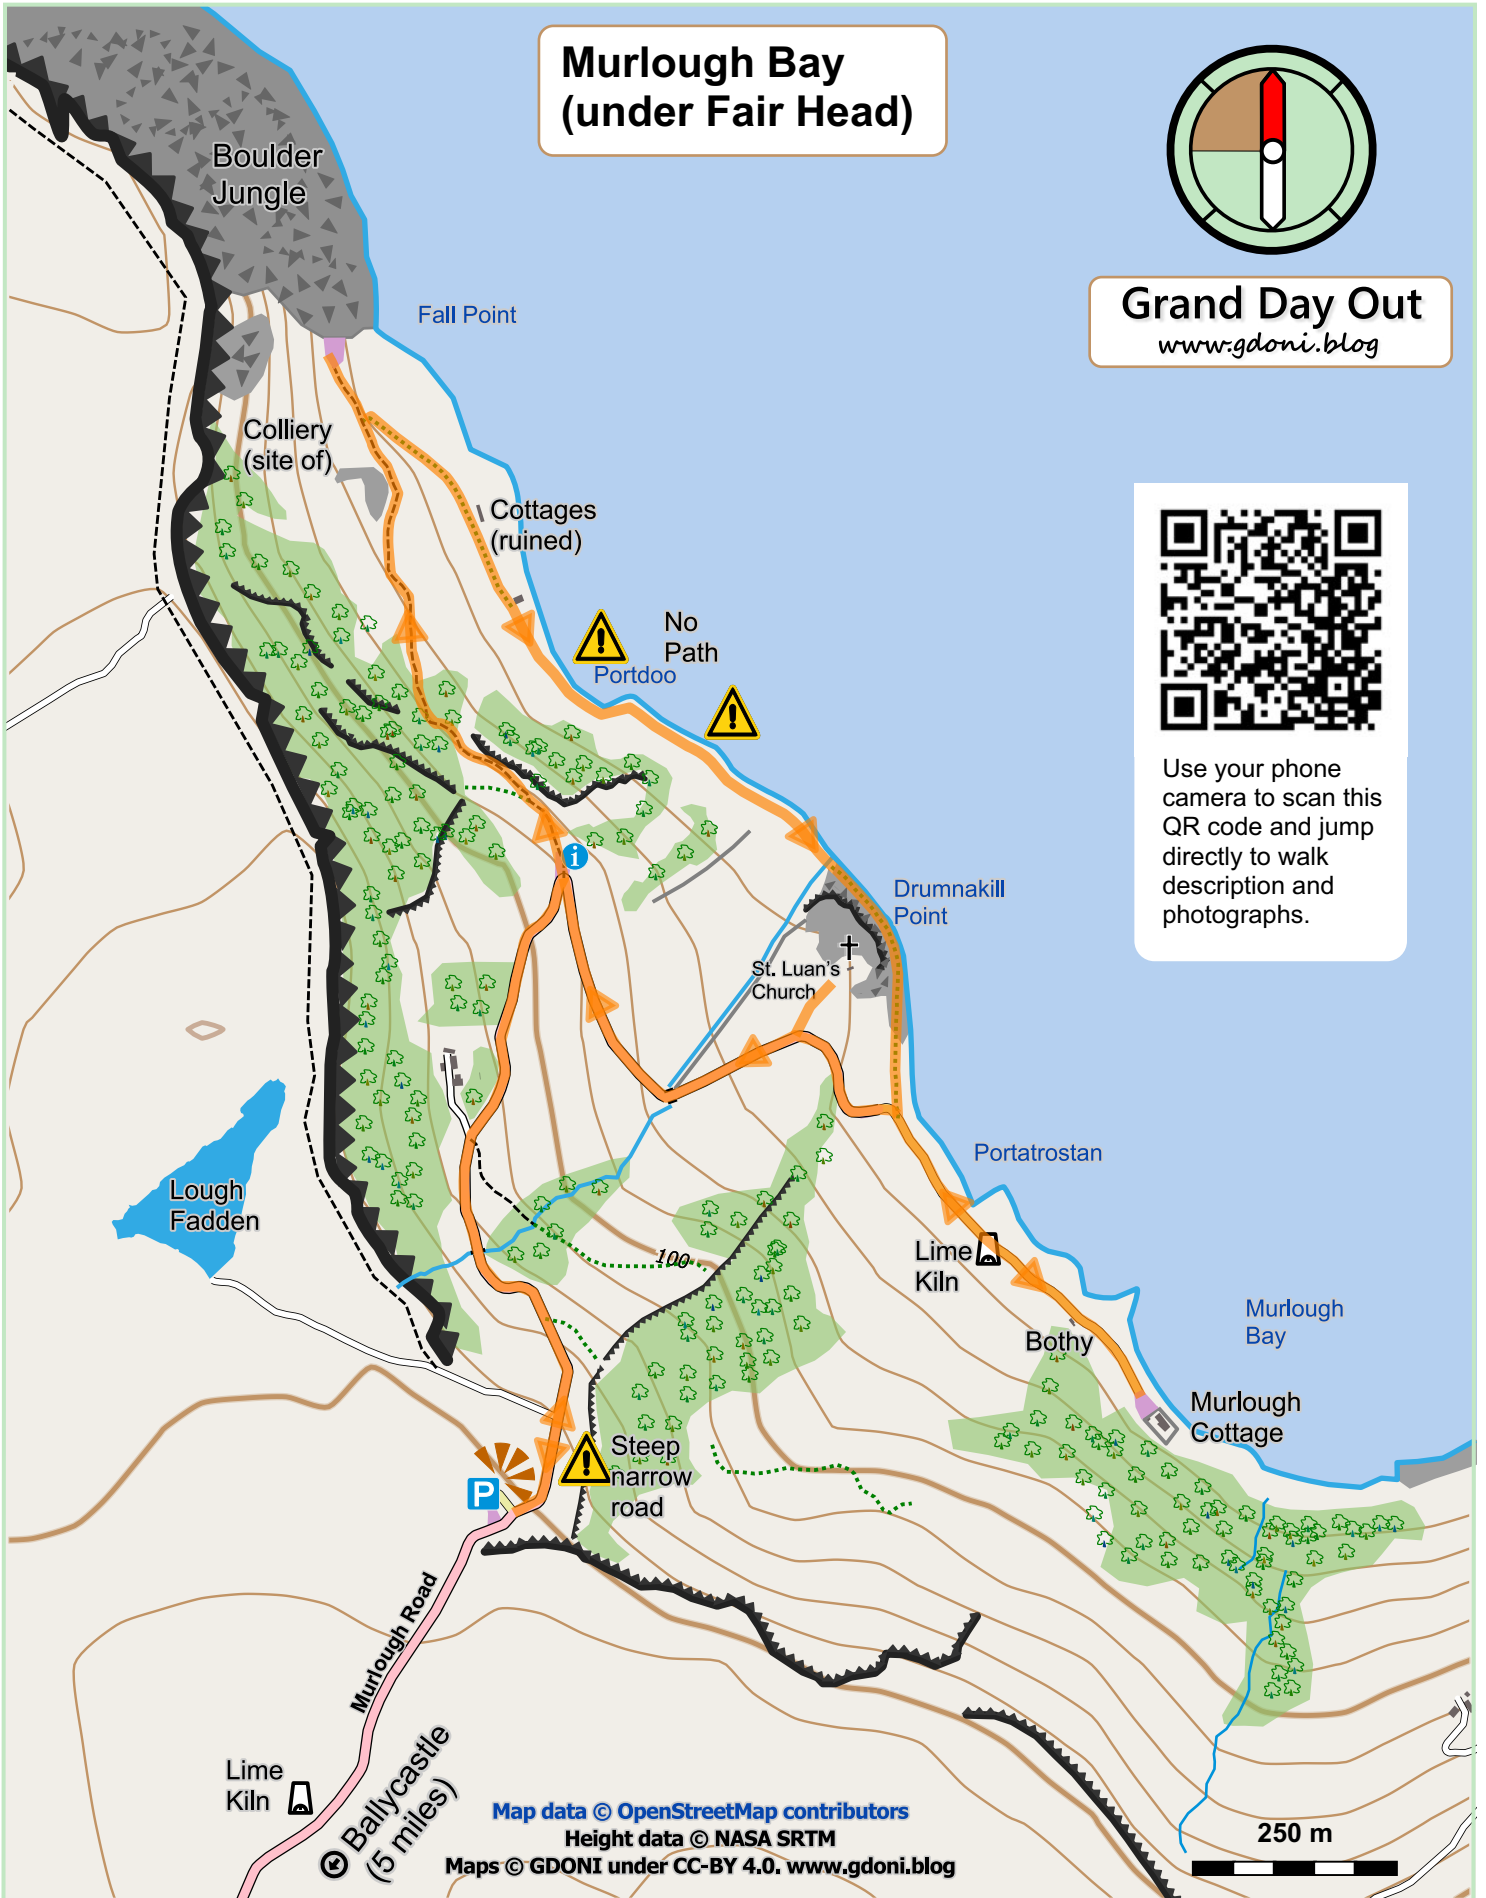 Murlough Bay
(under Fair Head)
Grand Day Out
www.gdoni.blog
Boulder
Jungle
Fall Point
Colliery
(site of)
Cottages
(ruined)
No
Path
Portdoo
Use your phone
camera to scan this
QR code and jump
directly to walk
description and
photographs.
i
Drumnakill
Point
St. Luan's
Church
Portatrostan
Lough
Fadden
100
Lime
Kiln
Murlough
Bay
Bothy
Murlough
Cottage
Steep
narrow
road
P
Murlough Road
Lime
Kiln
Ballycastle
(5 miles)
Map data © OpenStreetMap contributors
Height data © NASA SRTM
Maps © GDONI under CC-BY 4.0. www.gdoni.blog
250 m